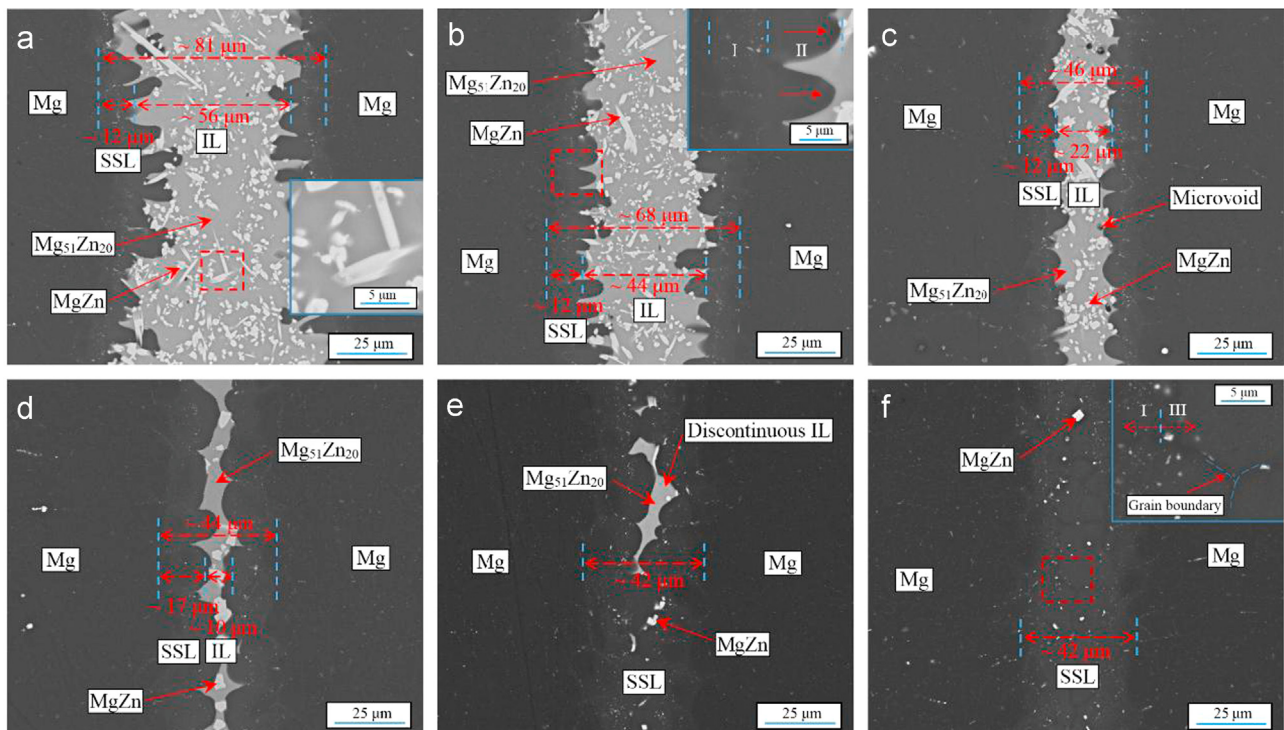 a
~ 81 μm
Mg
Mg
~ 56 μm
~ 12 μm
IL
SSL
Mg51Zn20
MgZn
5 μm
25 μm
b
I
II
Mg51Zn20
MgZn
5 μm
~ 68 μm
Mg
Mg
~ 44 μm
~ 12 μm
IL
SSL
25 μm
c
~ 46 μm
Mg
Mg
~ 22 μm
~ 12 μm
SSL
IL
Microvoid
MgZn
Mg51Zn20
25 μm
d
Mg51Zn20
~ 44 μm
Mg
Mg
~ 17 μm
~ 10 μm
SSL
IL
MgZn
25 μm
e
Discontinuous IL
Mg51Zn20
Mg
Mg
~ 42 μm
MgZn
SSL
25 μm
f
5 μm
I
III
MgZn
Grain boundary
Mg
Mg
~ 42 μm
SSL
25 μm